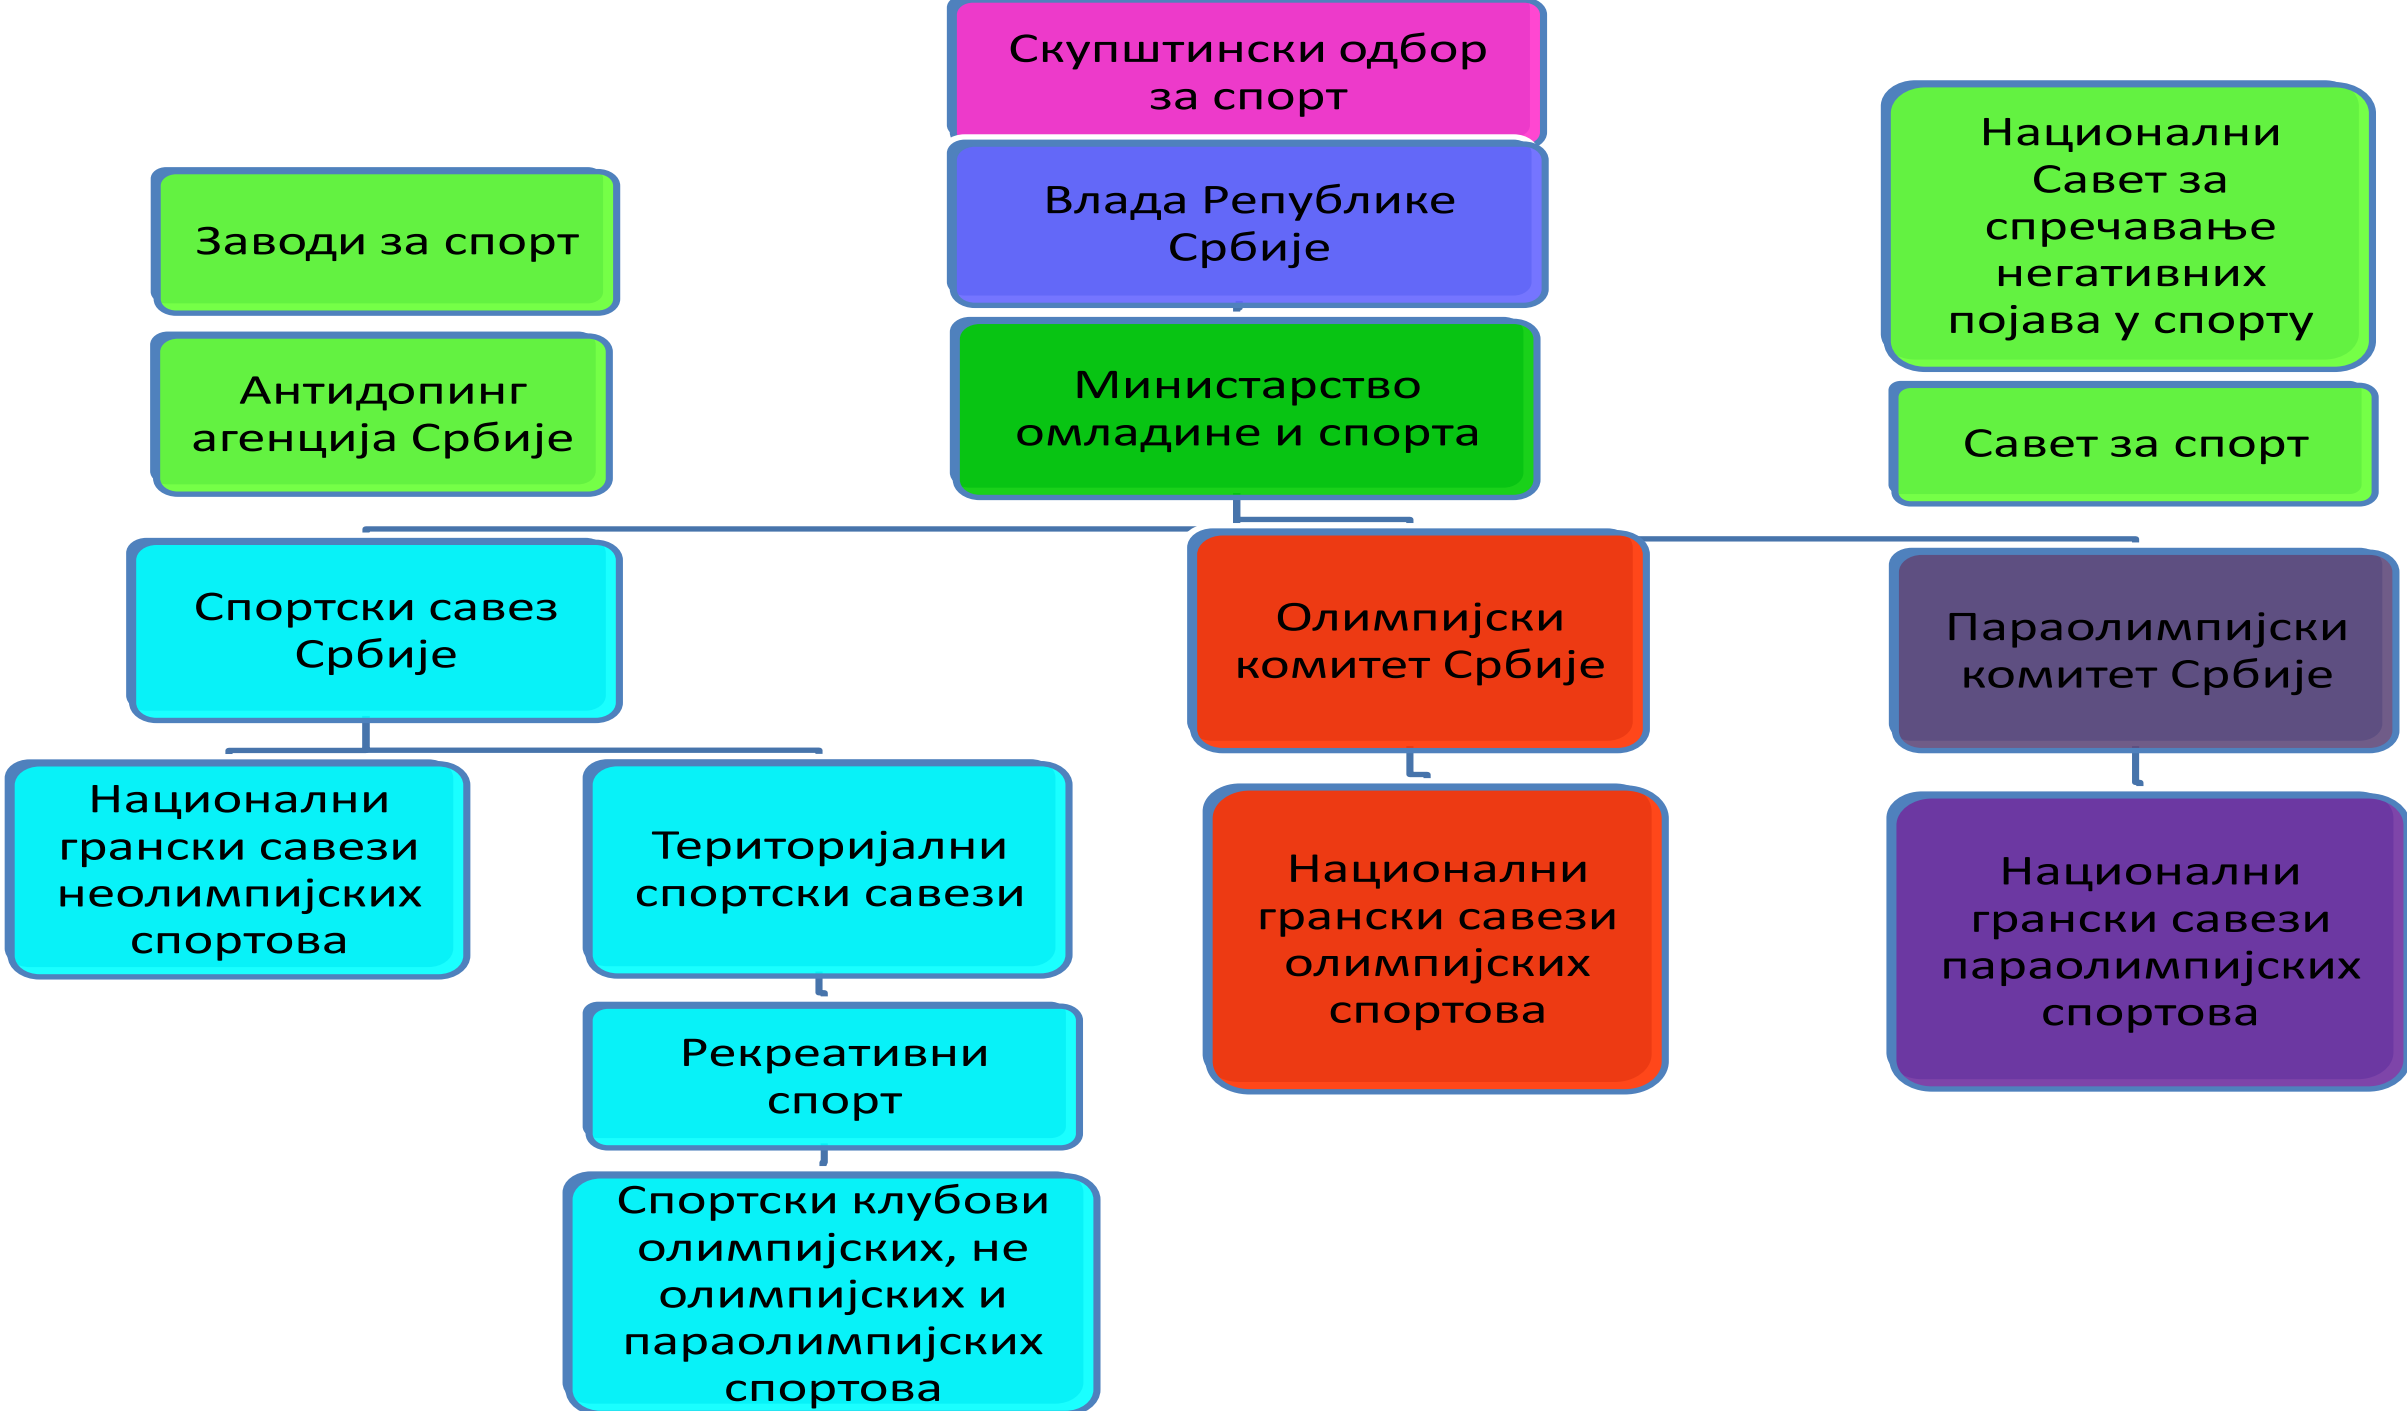 Скупштински одбор
за спорт
Влада Републике
Србије
Министарство
омладине и спорта
Заводи за спорт
Антидопинг
агенција Србије
Национални
Савет за
спречавање
негативних
појава у спорту
Савет за спорт
Спортски савез
Србије
Олимпијски
комитет Србије
Параолимпијски
комитет Србије
Национални
грански савези
неолимпијских
спортова
Територијални
спортски савези
Национални
грански савези
олимпијских
спортова
Национални
грански савези
параолимпијских
спортова
Рекреативни
спорт
Спортски клубови
олимпијских, не
олимпијских и
параолимпијских
спортова